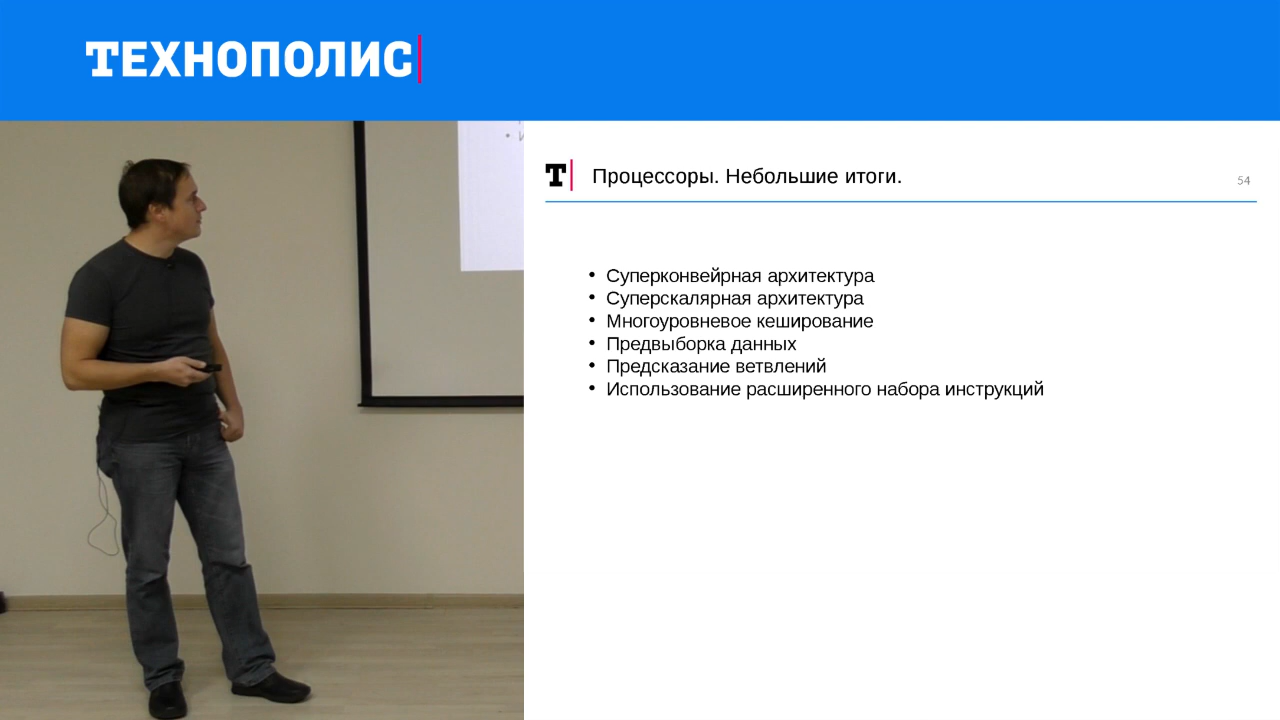 ТЕХНОПОЛИС
Т
Процессоры. Небольшие итоги.
54
• Суперконвейрная архитектура
• Суперскалярная архитектура
• Многоуровневое кеширование
• Предвыборка данных
• Предсказание ветвлений
• Использование расширенного набора инструкций